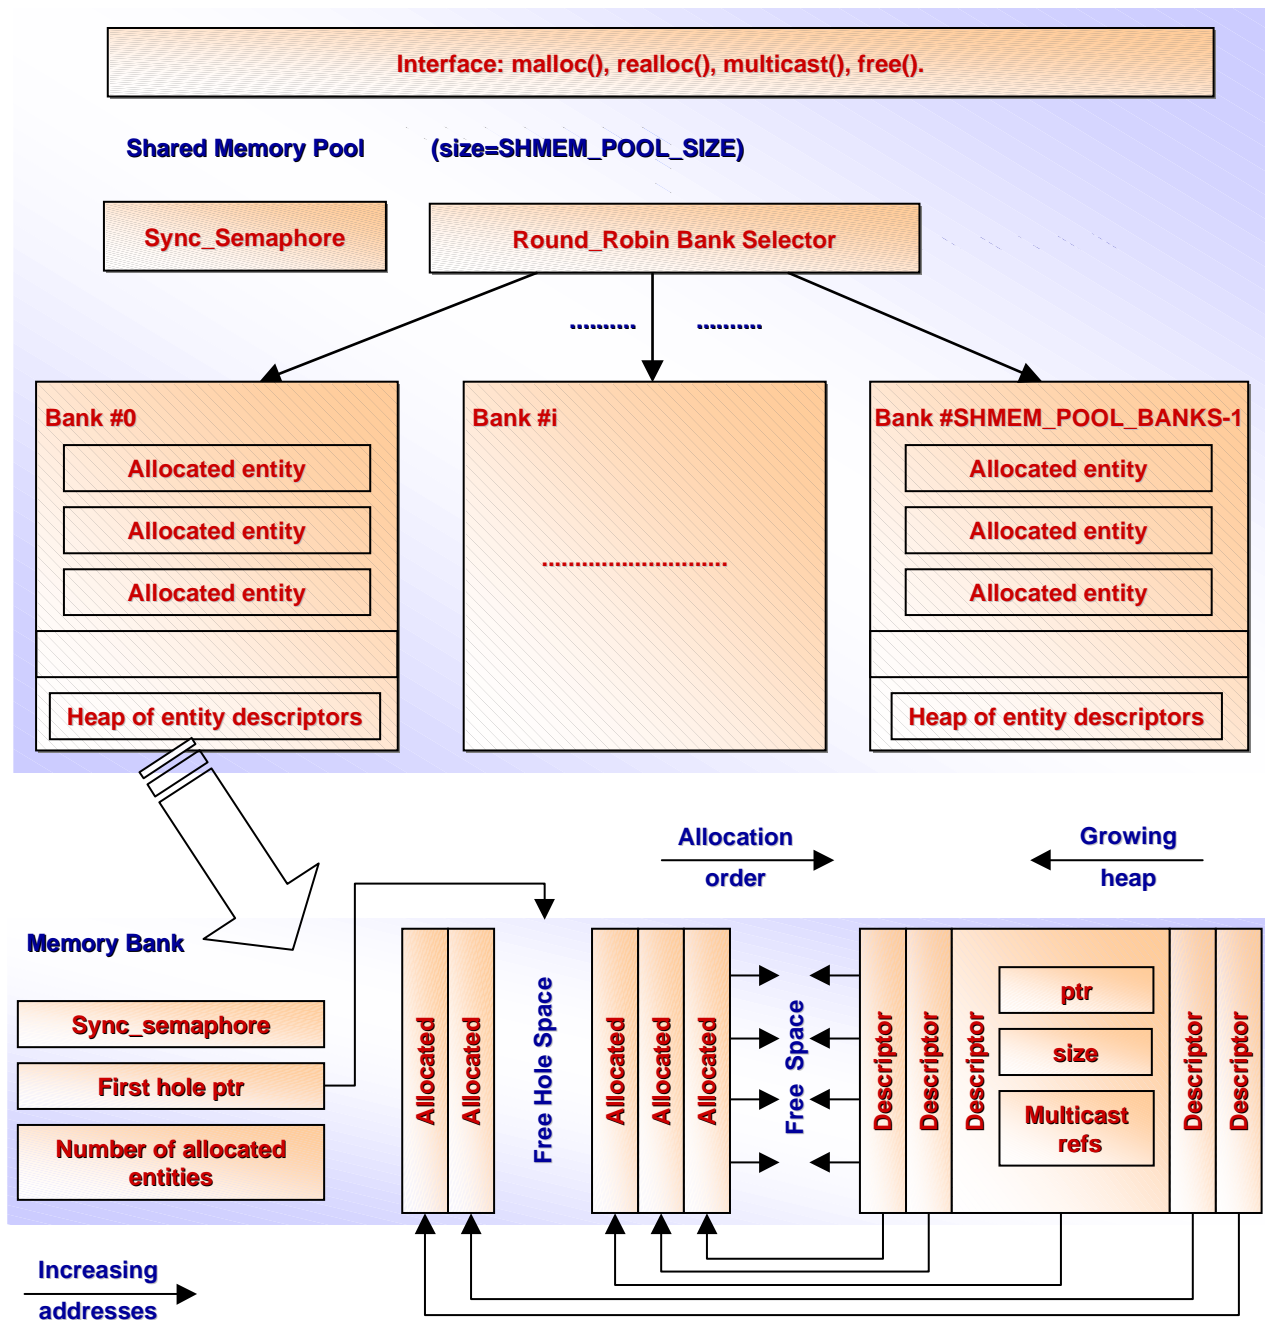 Interface: malloc(), realloc(), multicast(), free().
Shared Memory Pool (size=SHMEM_POOL_SIZE)
Sync_Semaphore
Round_Robin Bank Selector
.......... ..........
Bank #0
Allocated entity
Allocated entity
Allocated entity
Heap of entity descriptors
Bank #i
............................
Bank #SHMEM_POOL_BANKS-1
Allocated entity
Allocated entity
Allocated entity
Heap of entity descriptors
Allocation
order
Growing
heap
Memory Bank
Sync_semaphore
First hole ptr
Number of allocated
entities
Allocated
Allocated
Free Hole Space
Allocated
Allocated
Allocated
Free Space
Descriptor
Descriptor
Descriptor
ptr
size
Multicast
refs
Descriptor
Descriptor
Increasing
addresses